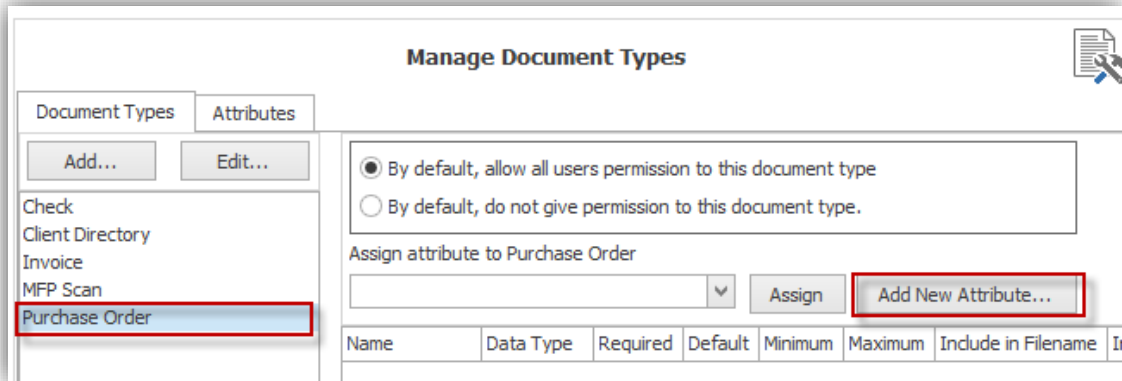 Manage Document Types
Document Types Attributes
Add... Edit...
Check
Client Directory
Invoice
MFP Scan
Purchase Order
By default, allow all users permission to this document type
By default, do not give permission to this document type.
Assign attribute to Purchase Order
Assign Add New Attribute...
Name Data Type Required Default Minimum Maximum Include in Filename